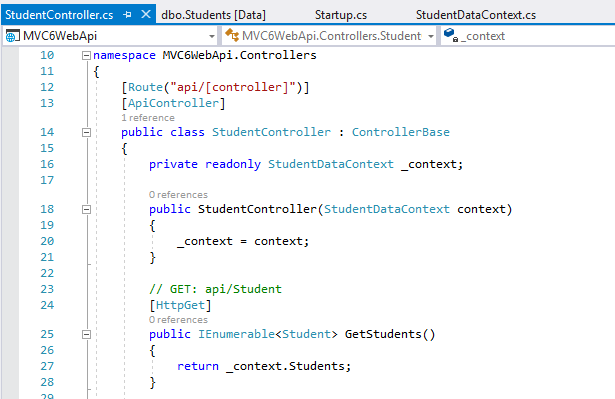 StudentController.cs dbo.Students [Data] Startup.cs StudentDataContext.cs
MVC6WebApi MVC6WebApi.Controllers.Student _context
10 namespace MVC6WebApi.Controllers
11 {
12 [Route("api/[controller]")]
13 [ApiController]
1 reference
14 public class StudentController : ControllerBase
15 {
16 private readonly StudentDataContext _context;
17
0 references
18 public StudentController(StudentDataContext context)
19 {
20 _context = context;
21 }
22
23 // GET: api/Student
24 [HttpGet]
0 references
25 public IEnumerable<Student> GetStudents()
26 {
27 return _context.Students;
28 }
29